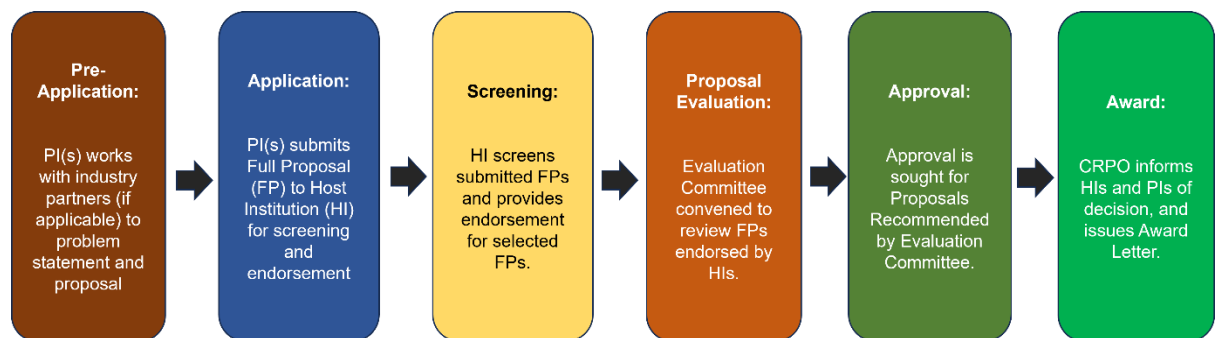 Pre-
Application:
PI(s) works
with industry
partners (if
applicable) to
problem
statement and
proposal
Application:
PI(s) submits
Full Proposal
(FP) to Host
Institution (HI)
for screening
and
endorsement
Screening:
HI screens
submitted FPs
and provides
endorsement
for selected
FPs.
Proposal
Evaluation:
Evaluation
Committee
convened to
review FPs
endorsed by
HIs.
Approval:
Approval is
sought for
Proposals
Recommended
by Evaluation
Committee.
Award:
CRPO informs
HIs and PIs of
decision, and
issues Award
Letter.